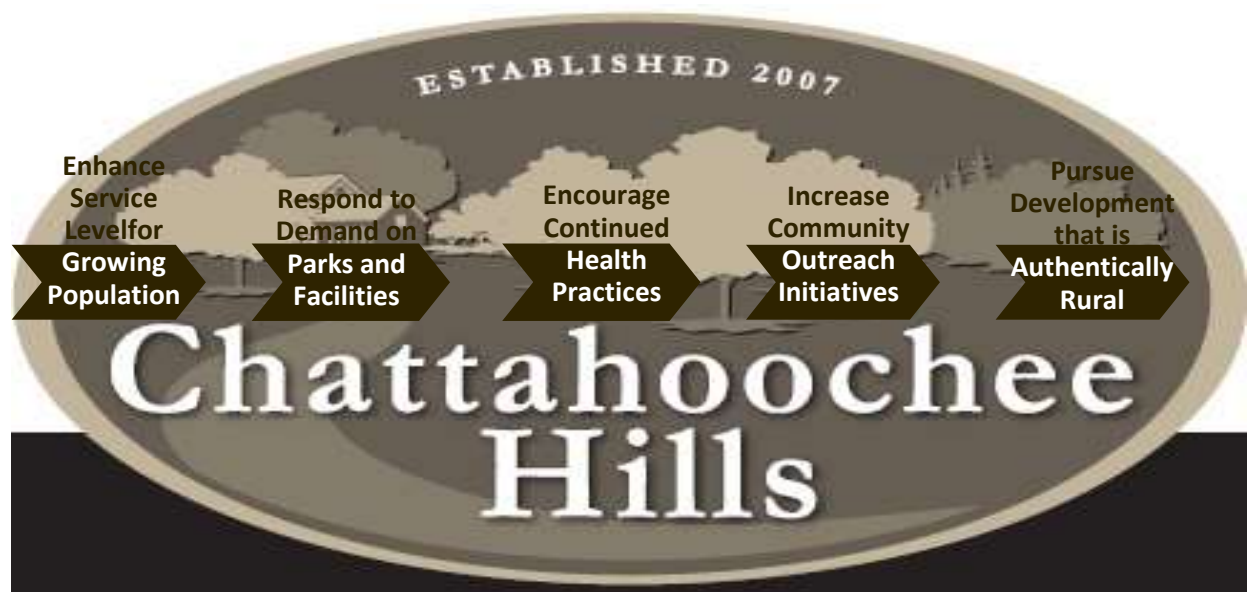 ESTABLISHED 2007
Enhance
Service
Levelfor
Growing
Population
Respond to
Demand on
Parks and
Facilities
Encourage
Continued
Health
Practices
Increase
Community
Outreach
Initiatives
Pursue
Development
that is
Authentically
Rural
Chattahoochee
Hills